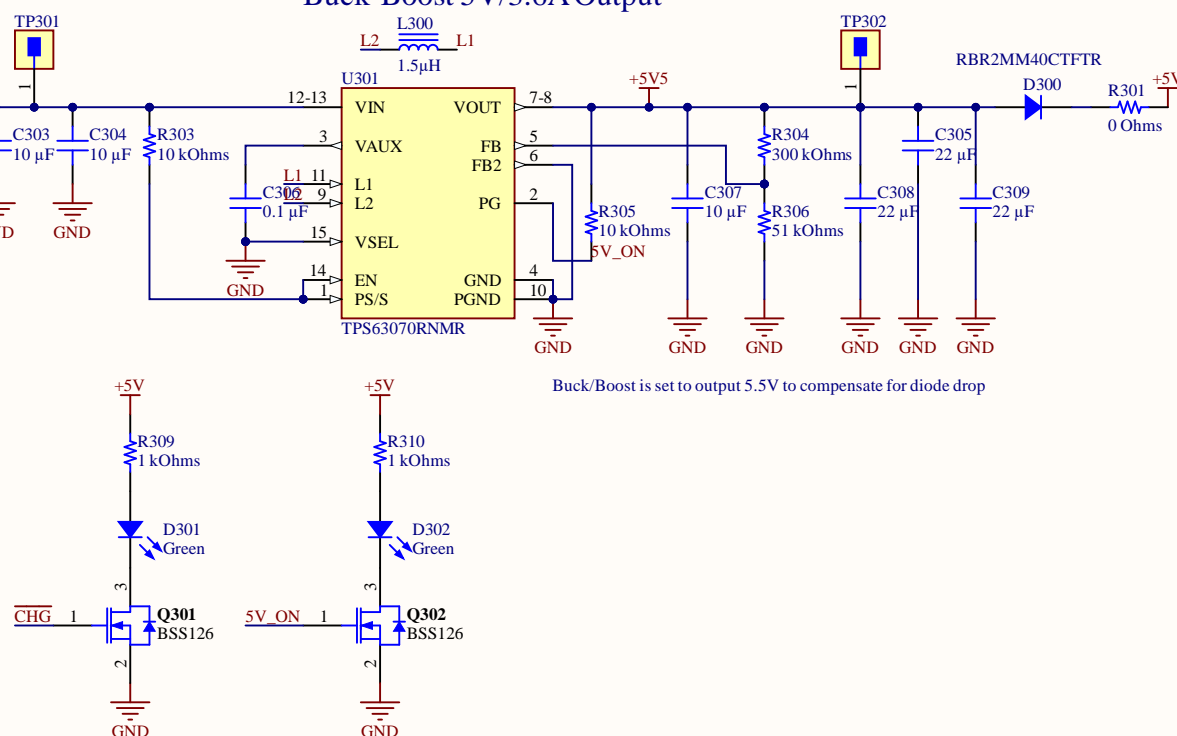 Buck-Boost 5V/3.6A Output
TP301
1
L300
L2 L1
1.5µH
TP302
1
RBR2MM40CTFTR
D300
R301
0 Ohms
+5V
+5V5
U301
12-13 VIN
3 VAUX
L1 11 L1
L2 9 L2
15 VSEL
14 EN
1 PS/S
VOUT 7-8
FB 5
FB2 6
PG 2
GND 4
PGND 10
TPS63070RNMR
C303
10 µF
C304
10 µF
R303
10 kOhms
C306
0.1 µF
GND
GND
R305
10 kOhms
5V_ON
C307
10 µF
R304
300 kOhms
R306
51 kOhms
C305
22 µF
C308
22 µF
C309
22 µF
GND
GND
GND
GND
GND
GND
Buck/Boost is set to output 5.5V to compensate for diode drop
+5V
R309
1 kOhms
D301
Green
3
CHG 1
Q301
BSS126
2
GND
+5V
R310
1 kOhms
D302
Green
3
5V_ON 1
Q302
BSS126
2
GND